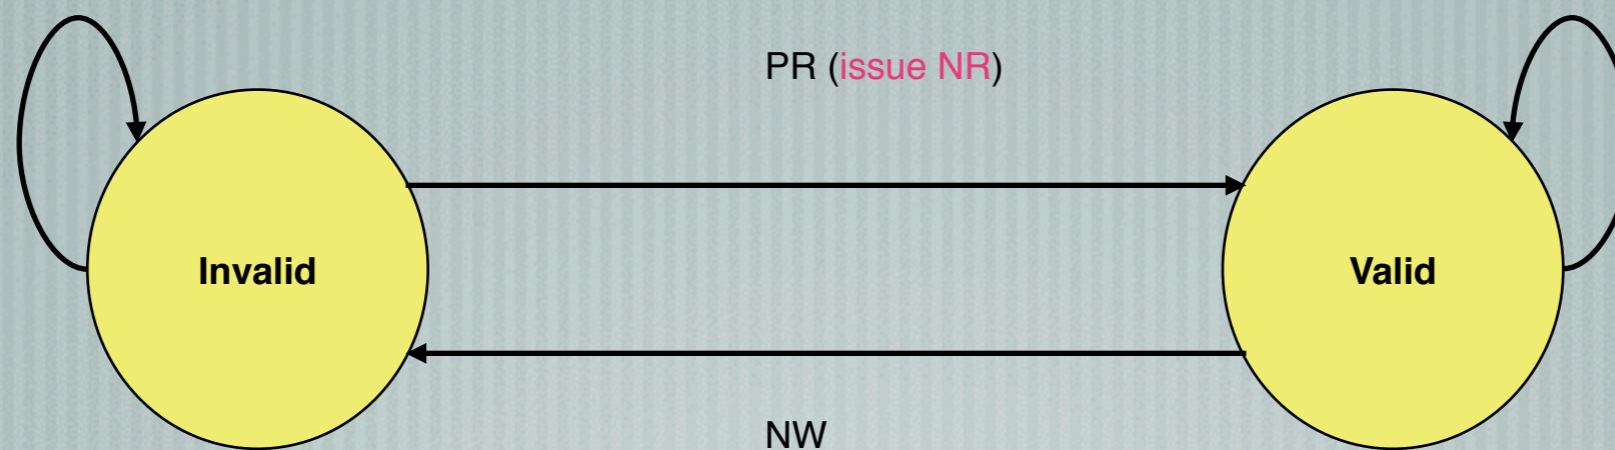 PR (issue NR)
Invalid
Valid
NW